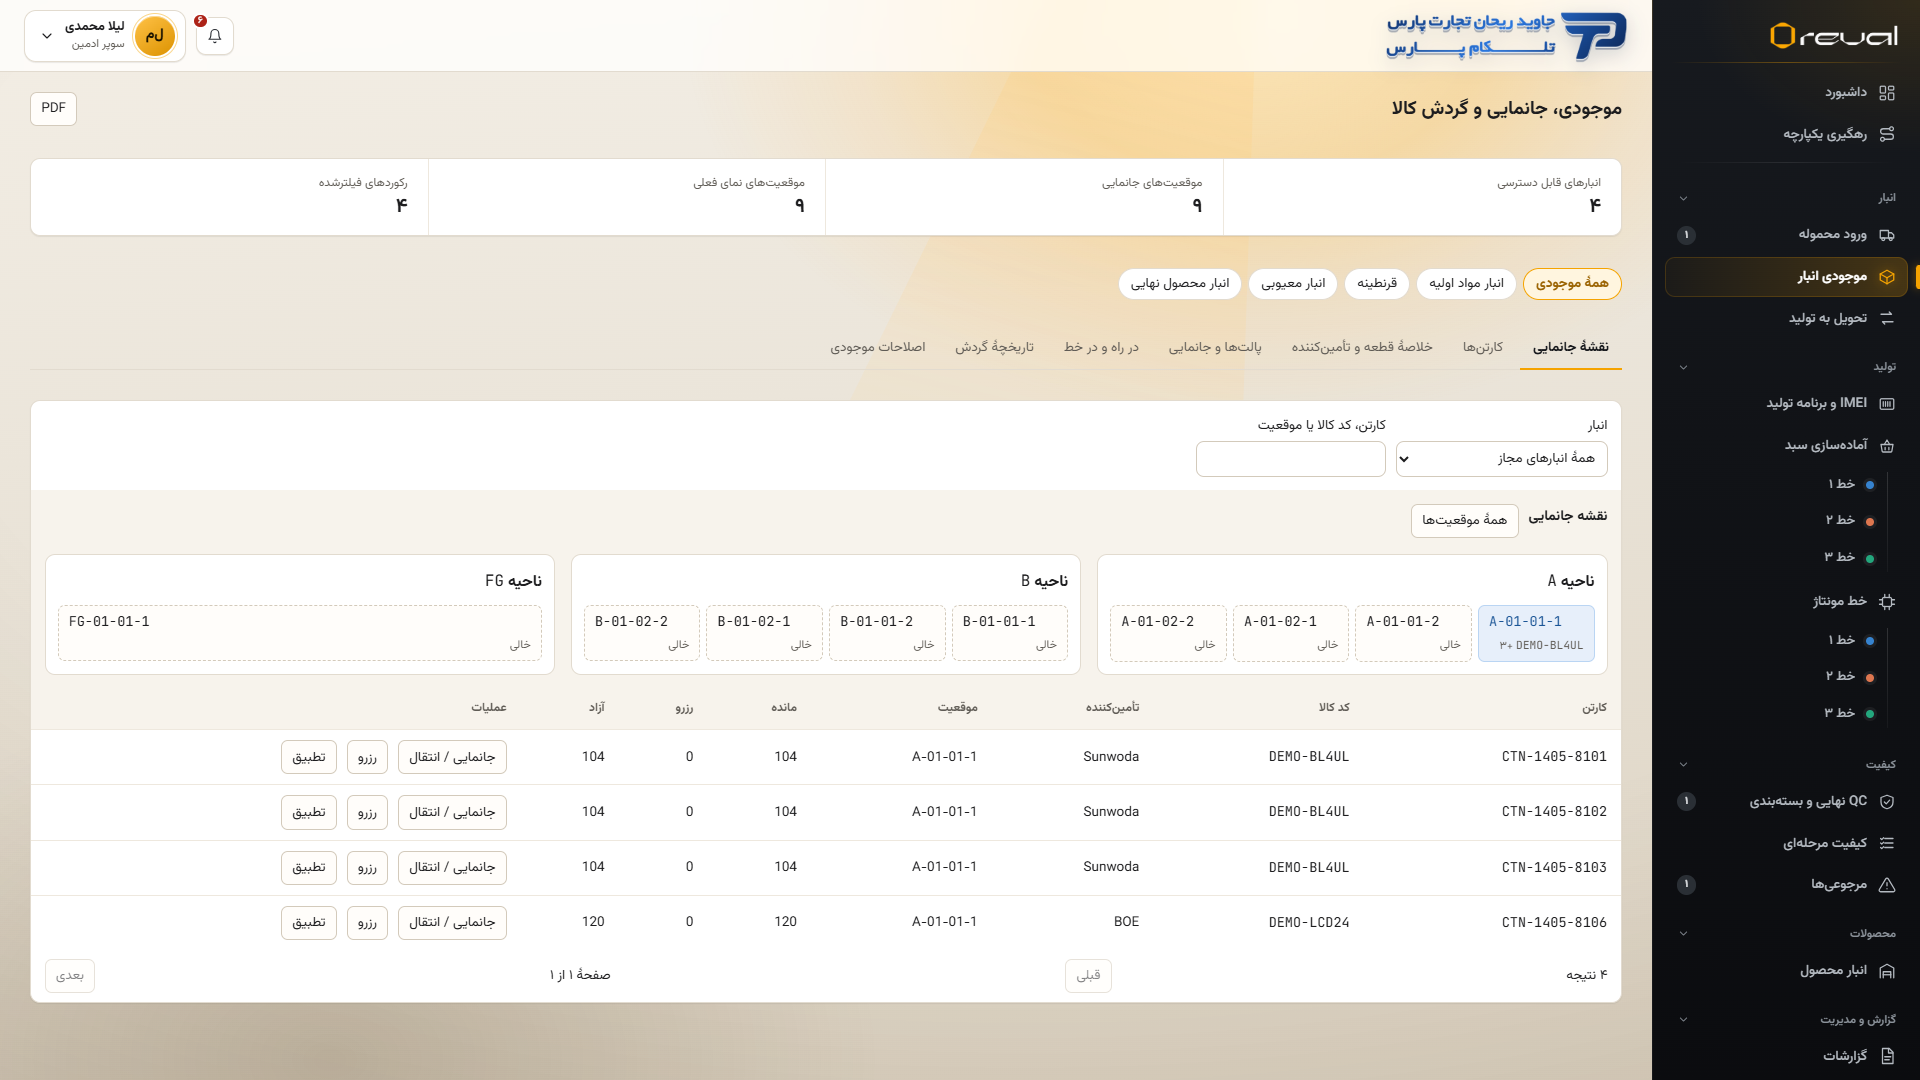 reval
داشبورد
رهگیری یکپارچه
انبار
ورود محموله
۱
موجودی انبار
تحویل به تولید
تولید
IMEI و برنامه تولید
آماده‌سازی سبد
خط ۱
خط ۲
خط ۳
خط مونتاژ
خط ۱
خط ۲
خط ۳
کیفیت
QC نهایی و بسته‌بندی
۱
کیفیت مرحله‌ای
مرجوعی‌ها
۱
محصولات
انبار محصول
گزارش و مدیریت
گزارشات
جاوید ریحان تجارت پارس
تلکام پارس
۶
لیلا محمدی
سوپر ادمین
ل‌م
موجودی، جانمایی و گردش کالا
PDF
انبارهای قابل دسترسی
۴
موقعیت‌های جانمایی
۹
موقعیت‌های نمای فعلی
۹
رکوردهای فیلترشده
۴
همهٔ موجودی
انبار مواد اولیه
قرنطینه
انبار معیوبی
انبار محصول نهایی
نقشهٔ جانمایی
کارتن‌ها
خلاصهٔ قطعه و تأمین‌کننده
پالت‌ها و جانمایی
در راه و در خط
تاریخچهٔ گردش
اصلاحات موجودی
انبار
همهٔ انبارهای مجاز
کارتن، کد کالا یا موقعیت
نقشه جانمایی
همهٔ موقعیت‌ها
ناحیه A
A-01-01-1
DEMO-BL4UL +۳
A-01-01-2
خالی
A-01-02-1
خالی
A-01-02-2
خالی
ناحیه B
B-01-01-1
خالی
B-01-01-2
خالی
B-01-02-1
خالی
B-01-02-2
خالی
ناحیه FG
FG-01-01-1
خالی
کارتن کد کالا تأمین‌کننده موقعیت مانده رزرو آزاد عملیات
CTN-1405-8101 DEMO-BL4UL Sunwoda A-01-01-1 104 0 104 جانمایی / انتقال رزرو تطبیق
CTN-1405-8102 DEMO-BL4UL Sunwoda A-01-01-1 104 0 104 جانمایی / انتقال رزرو تطبیق
CTN-1405-8103 DEMO-BL4UL Sunwoda A-01-01-1 104 0 104 جانمایی / انتقال رزرو تطبیق
CTN-1405-8106 DEMO-LCD24 BOE A-01-01-1 120 0 120 جانمایی / انتقال رزرو تطبیق
۴ نتیجه
قبلی
صفحهٔ ۱ از ۱
بعدی